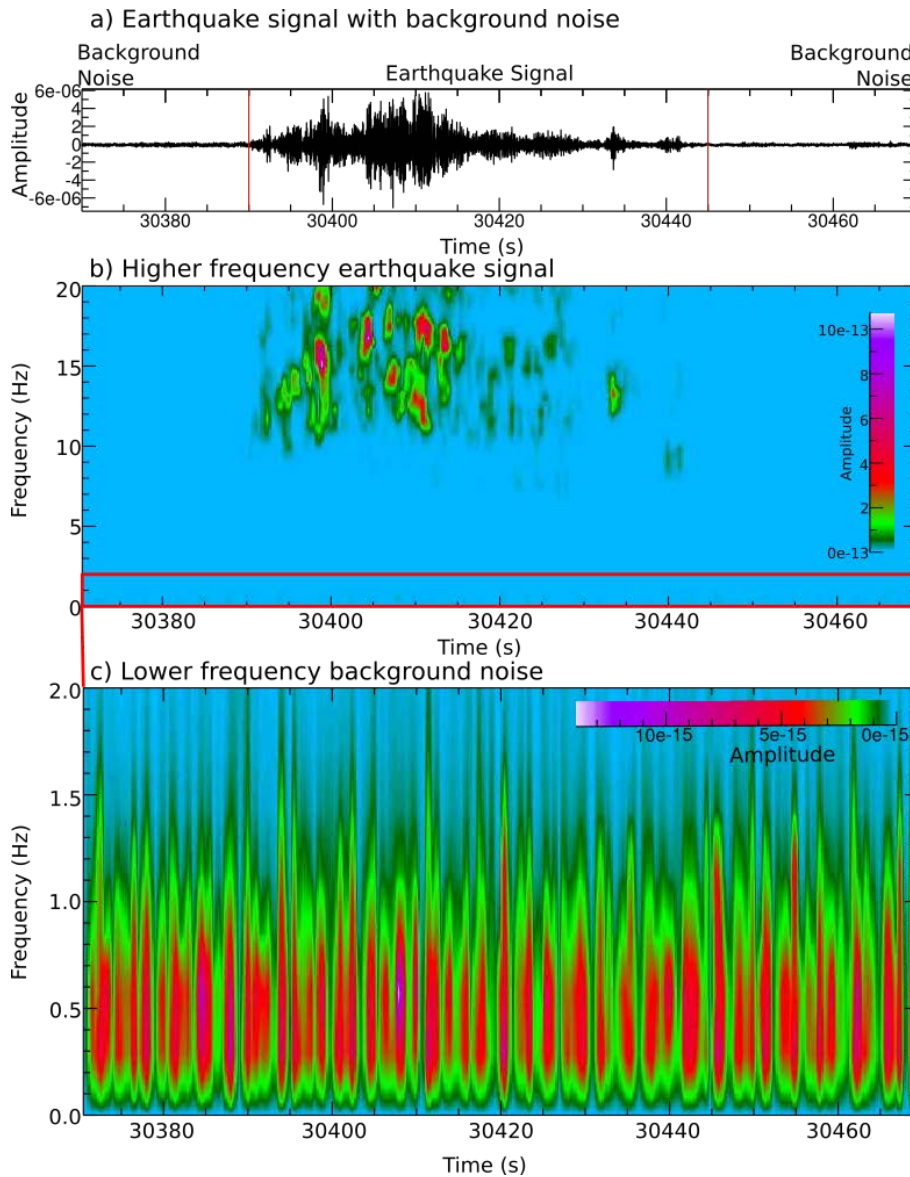 a) Earthquake signal with background noise
Background
Noise
Earthquake Signal
Background
Noise
Amplitude
6e-06
4
2
0
-2
-4
-6e-06
30380
30400
30420
30440
30460
Time (s)
b) Higher frequency earthquake signal
Frequency (Hz)
20
15
10
5
0
Amplitude
10e-13
8
6
4
2
0e-13
30380
30400
30420
30440
30460
Time (s)
c) Lower frequency background noise
Frequency (Hz)
2.0
1.5
1.0
0.5
0.0
10e-15
5e-15
0e-15
Amplitude
30380
30400
30420
30440
30460
Time (s)